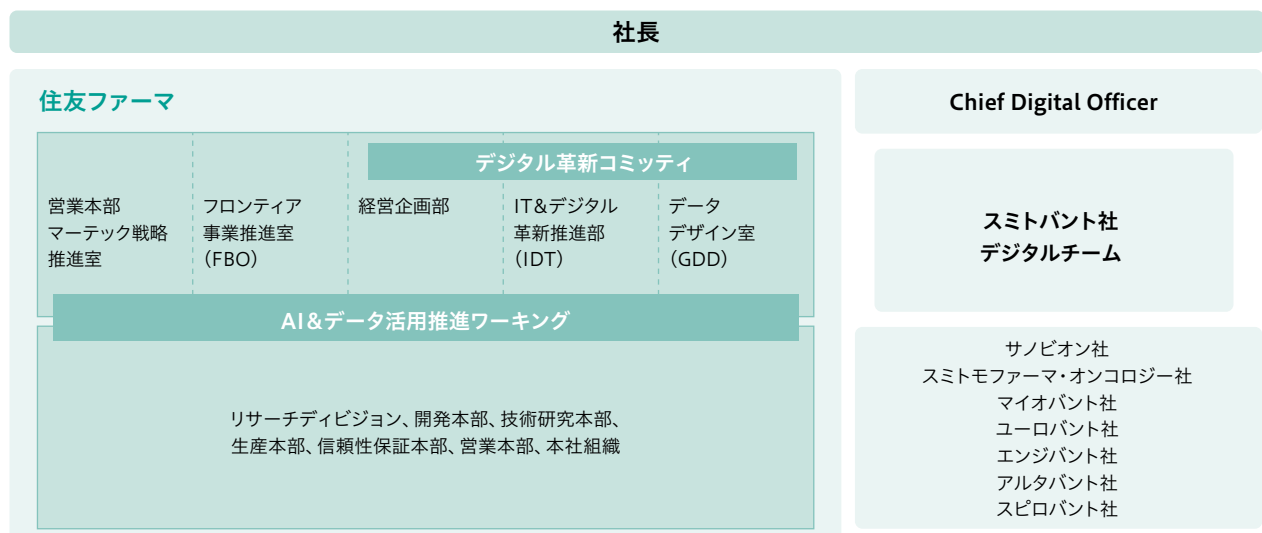 社長
住友ファーマ
デジタル革新コミッティ
営業本部
マーテック戦略
推進室
フロンティア
事業推進室
（FBO）
経営企画部
IT&デジタル
革新推進部
（IDT）
データ
デザイン室
（GDD）
AI&データ活用推進ワーキング
リサーチディビジョン、開発本部、技術研究本部、
生産本部、信頼性保証本部、営業本部、本社組織
Chief Digital Officer
スミトバント社
デジタルチーム
サノビオン社
スミトモファーマ・オンコロジー社
マイオバント社
ユーロバント社
エンジバント社
アルタバント社
スピロバント社